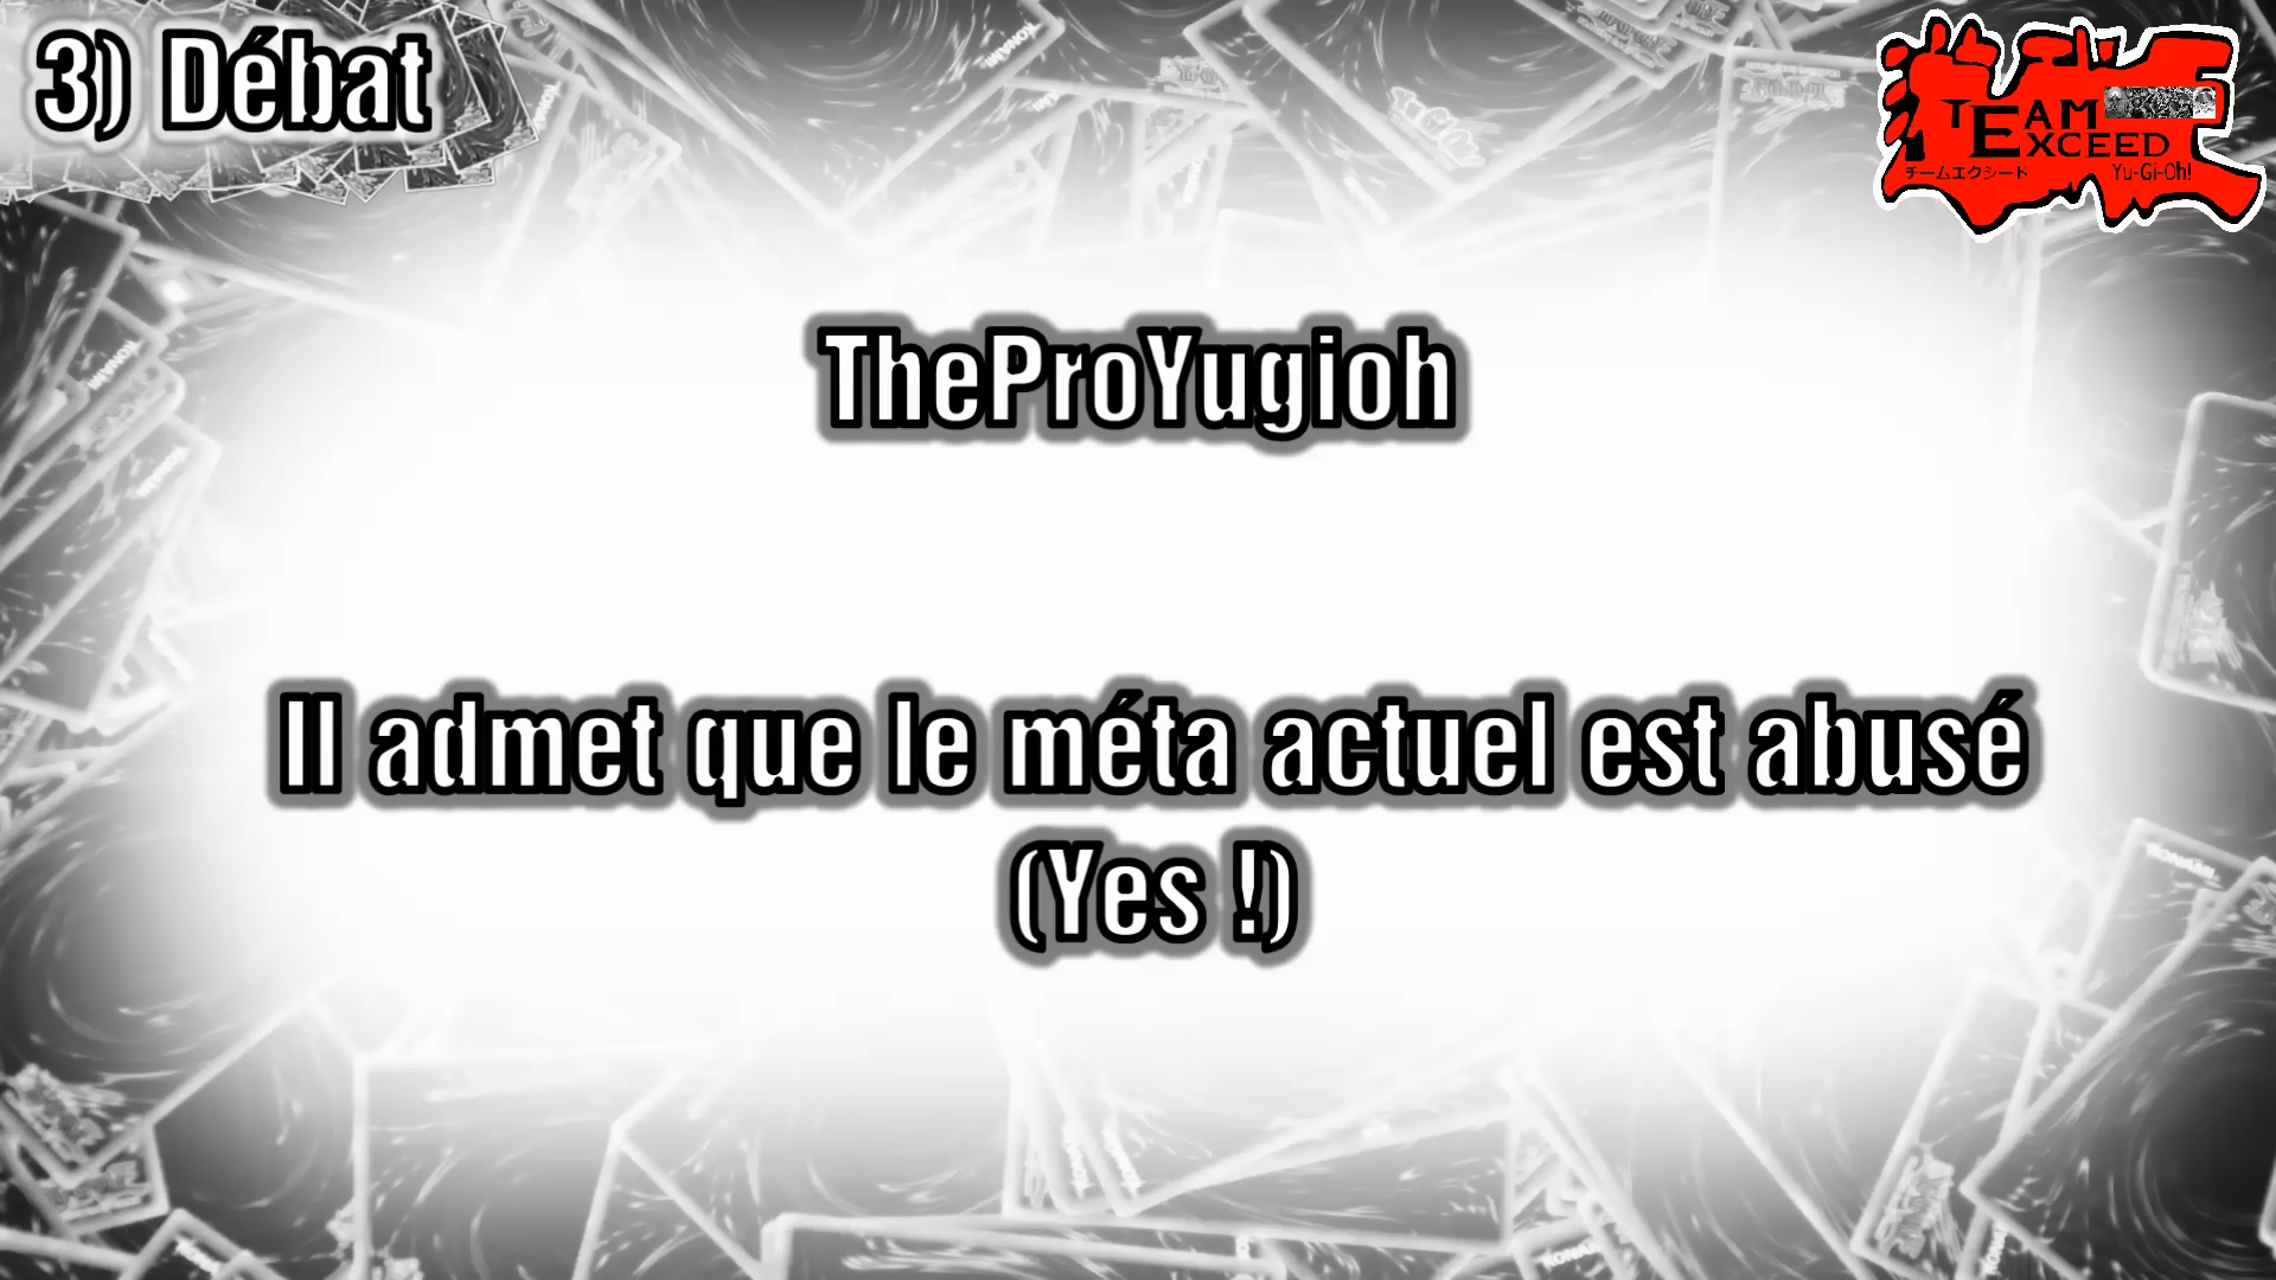 3) Débat
TEAM
EXCEED
チームエクシード
Yu-Gi-Oh!
TheProYugioh
Il admet que le méta actuel est abusé
(Yes !)